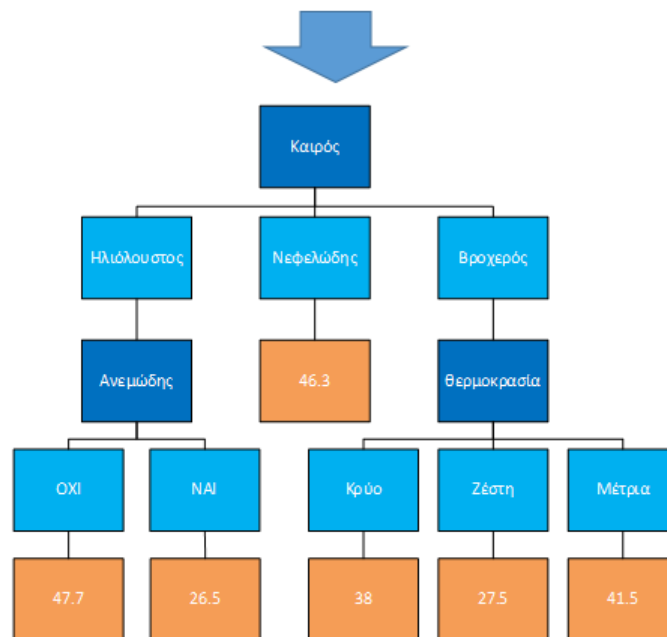 Καιρός
Ηλιόλουστος
Νεφελώδης
Βροχερός
Ανεμώδης
46.3
θερμοκρασία
ΟΧΙ
ΝΑΙ
Κρύο
Ζέστη
Μέτρια
47.7
26.5
38
27.5
41.5